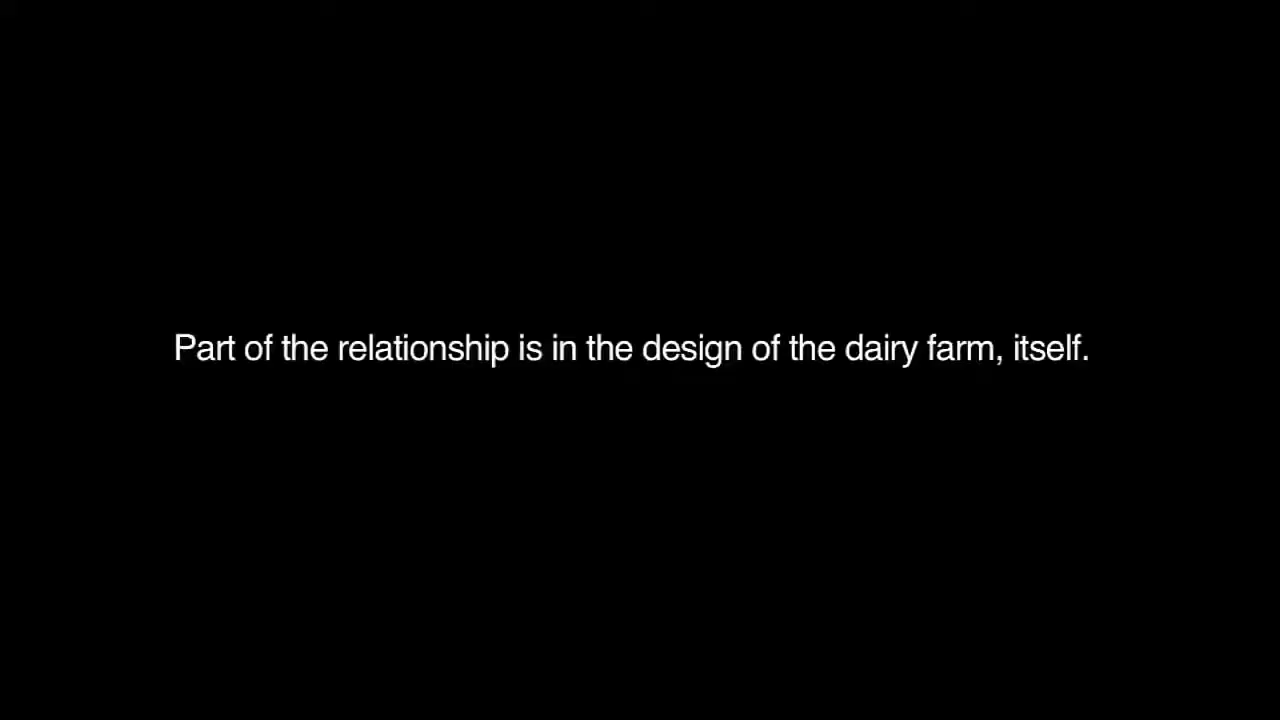 Part of the relationship is in the design of the dairy farm, itself.